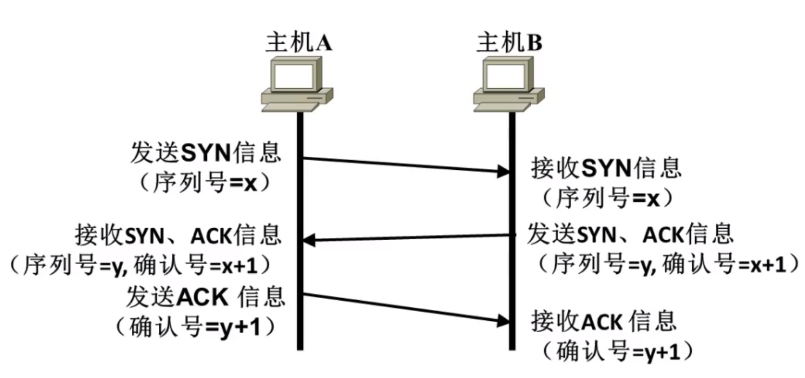 主机A
主机B
发送SYN信息
（序列号=x）
接收SYN信息
（序列号=x）
接收SYN、ACK信息
（序列号=y, 确认号=x+1）
发送SYN、ACK信息
（序列号=y, 确认号=x+1）
发送ACK 信息
（确认号=y+1）
接收ACK 信息
（确认号=y+1）